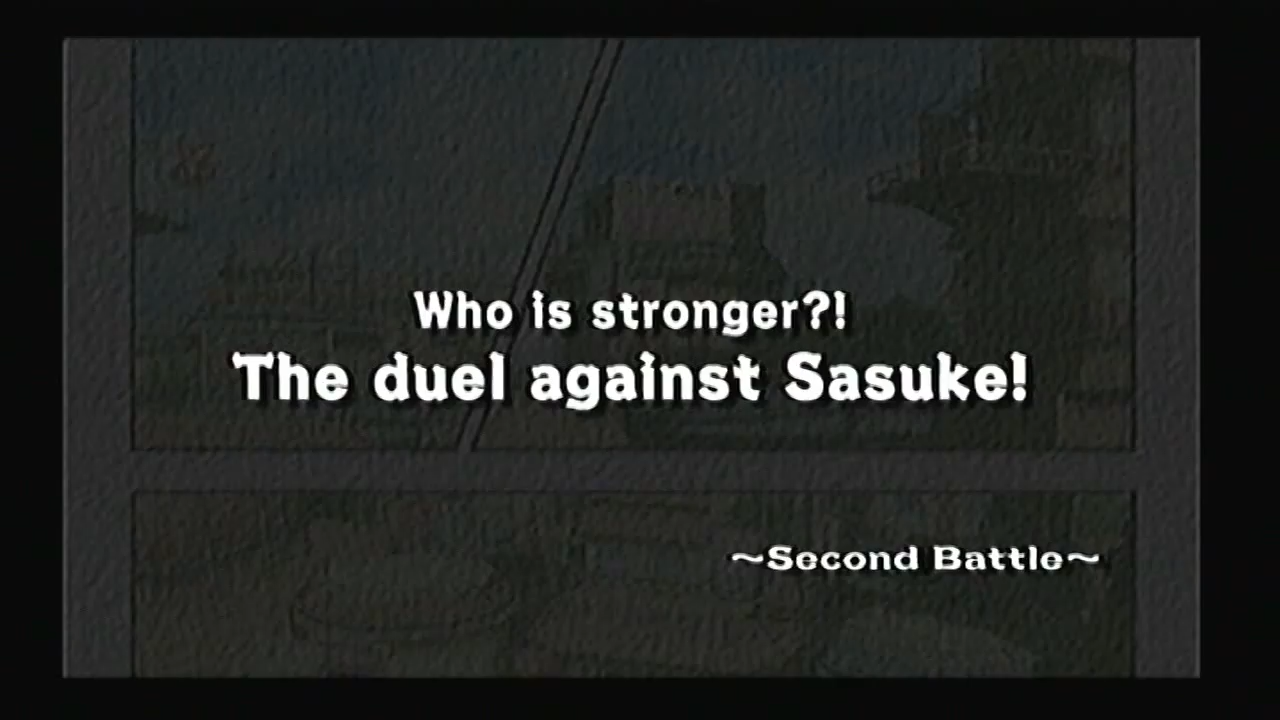 Who is stronger?!
The duel against Sasuke!
~Second Battle~